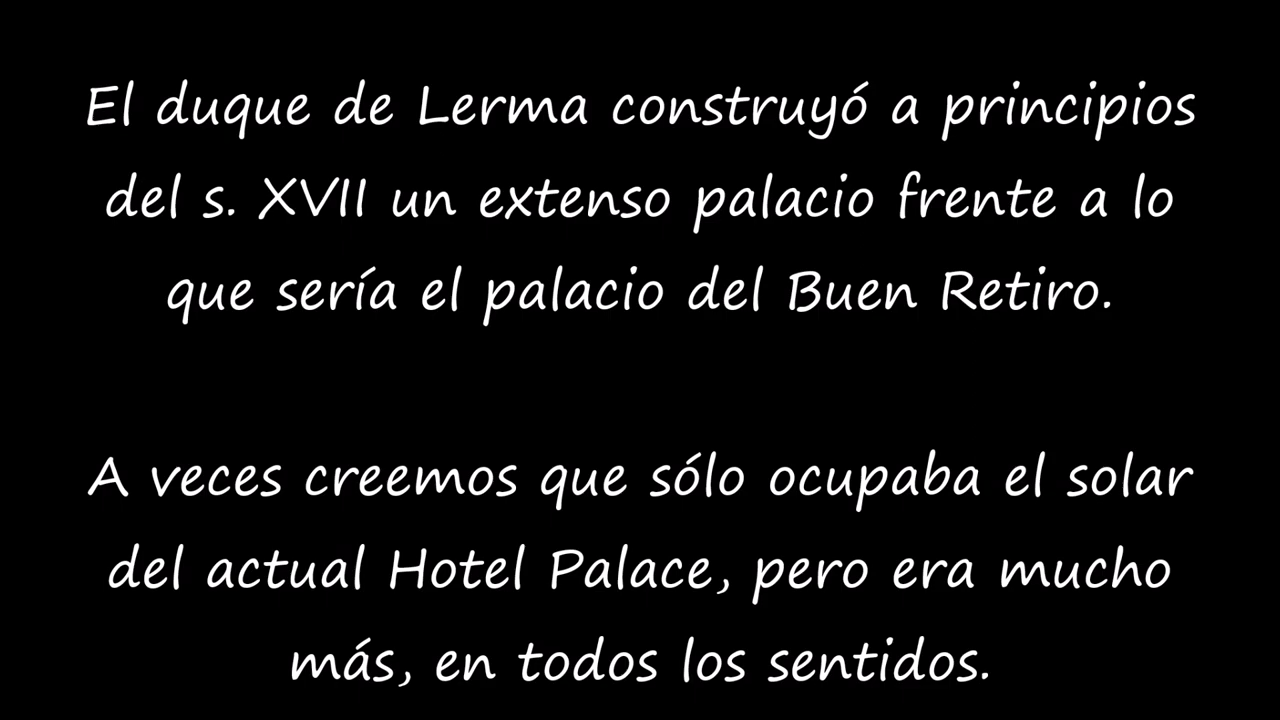 El duque de Lerma construyó a principios
del s. XVII un extenso palacio frente a lo
que sería el palacio del Buen Retiro.
A veces creemos que sólo ocupaba el solar
del actual Hotel Palace, pero era mucho
más, en todos los sentidos.